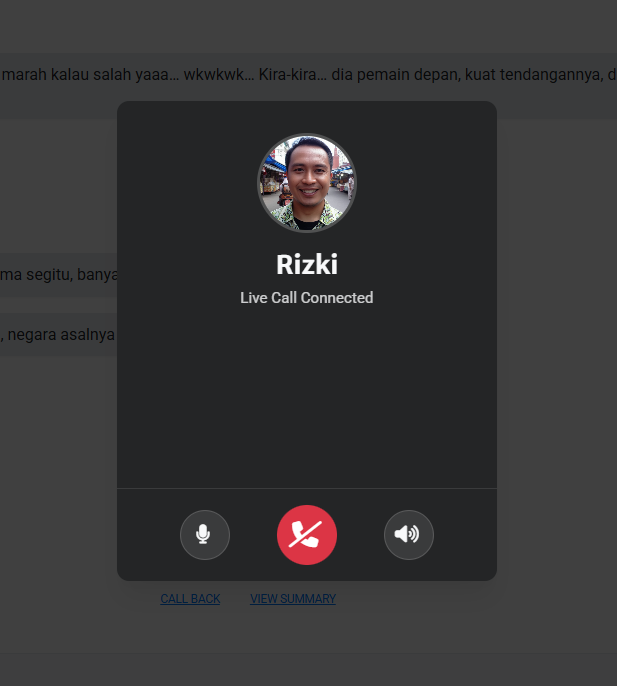 marah kalau salah yaaa... wkwkwk... Kira-kira... dia pemain depan, kuat tendangannya, d
Rizki
ma segitu, banya
Live Call Connected
, negara asalnya
CALL BACK VIEW SUMMARY